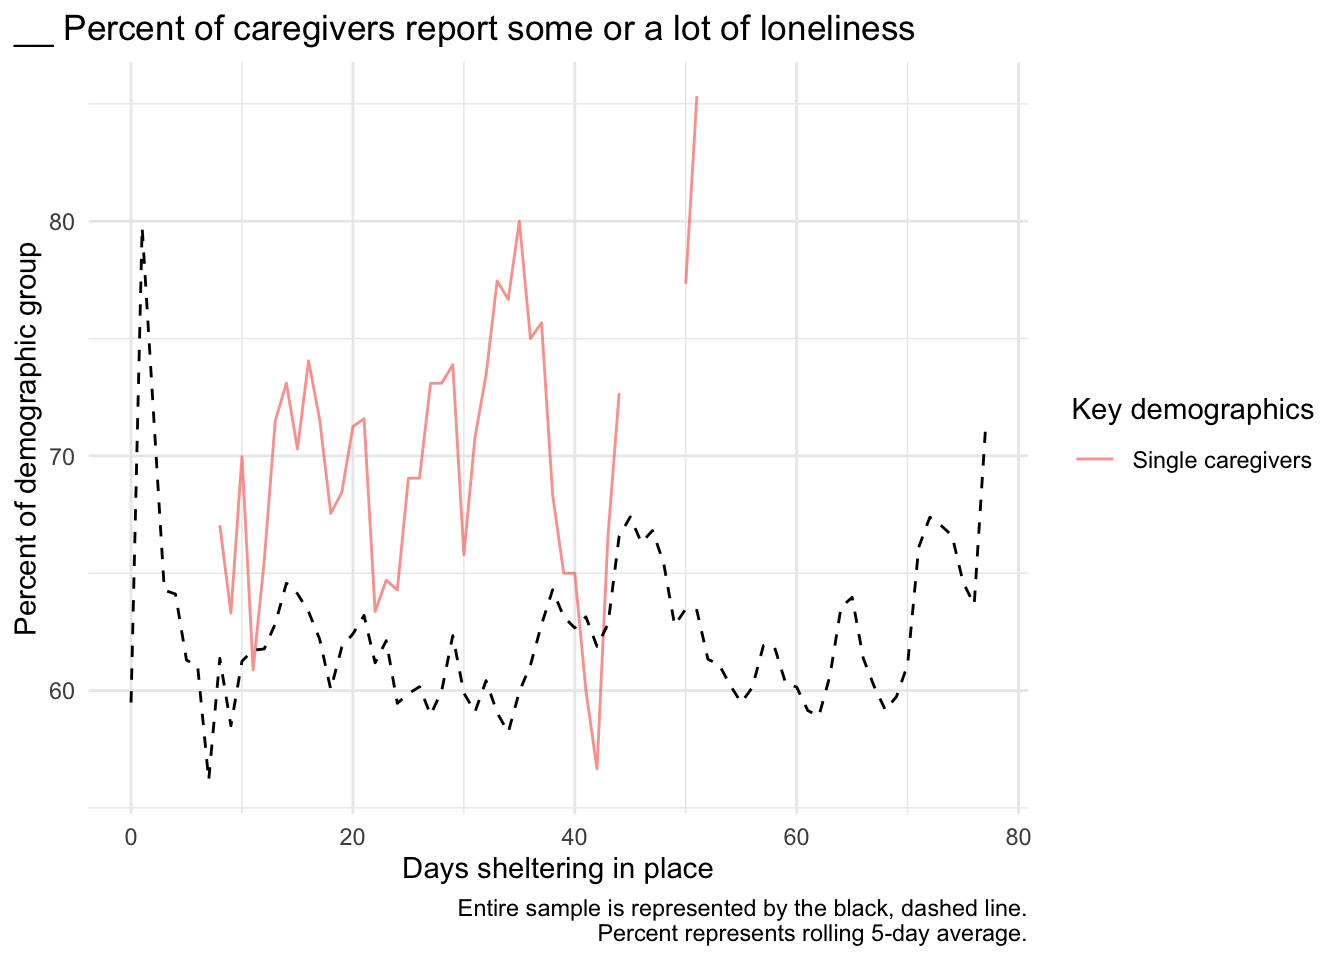 __ Percent of caregivers report some or a lot of loneliness
Percent of demographic group
80
70
60
0 20 40 60 80
Days sheltering in place
Key demographics
Single caregivers
Entire sample is represented by the black, dashed line.
Percent represents rolling 5-day average.